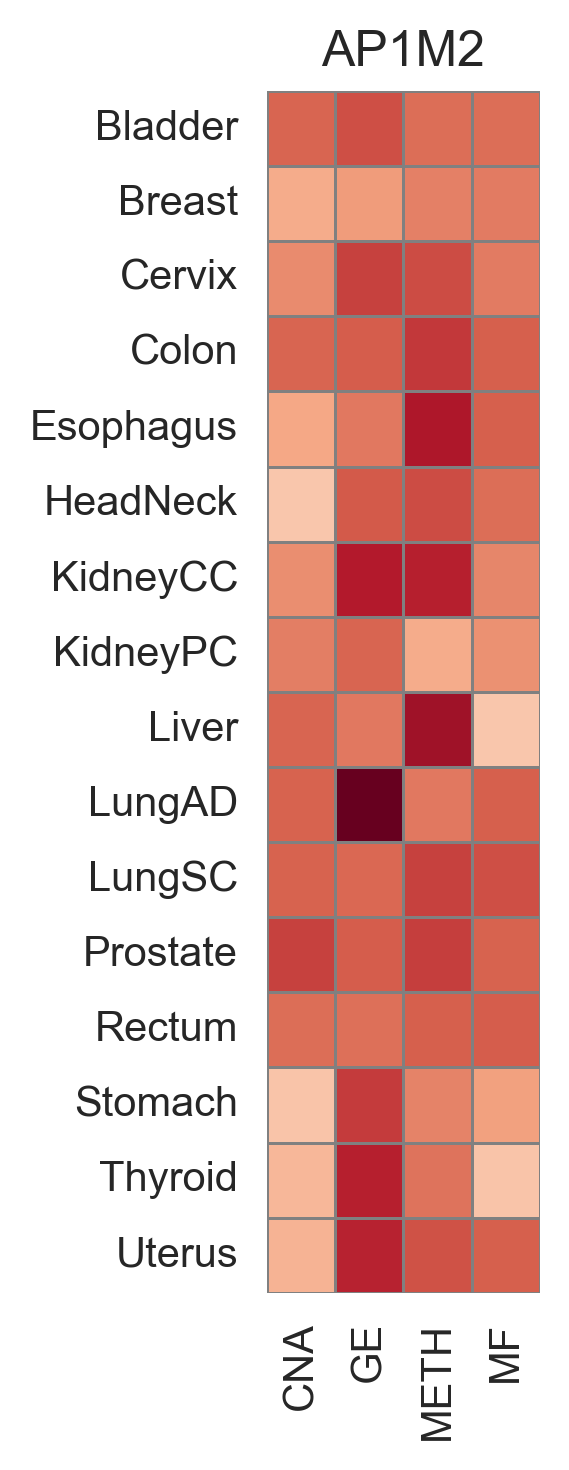 AP1M2
Bladder
Breast
Cervix
Colon
Esophagus
HeadNeck
KidneyCC
KidneyPC
Liver
LungAD
LungSC
Prostate
Rectum
Stomach
Thyroid
Uterus
CNA
GE
METH
MF